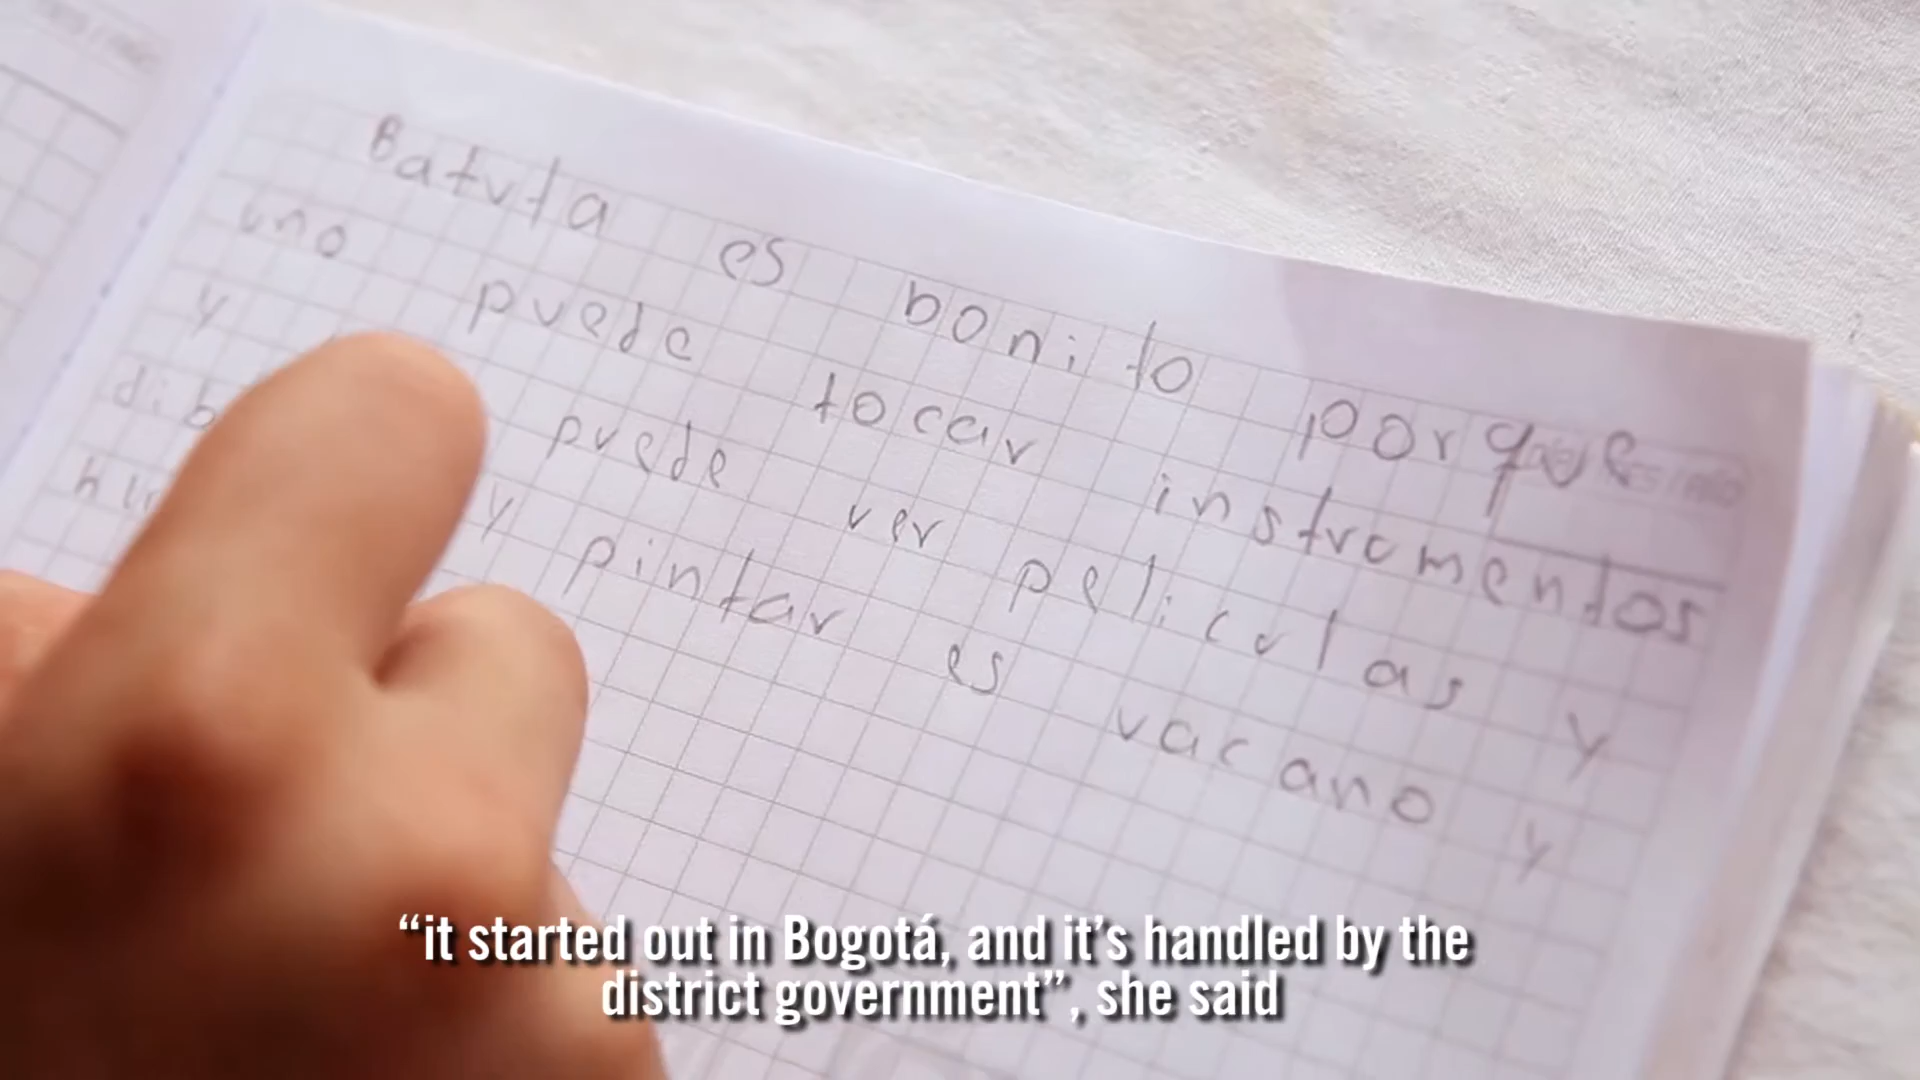 Batuta es bonito porque
uno puede tocar instrumentos
y puede ver peliculas y
y pintar es vacano y
“it started out in Bogotá, and it’s handled by the
district government”, she said